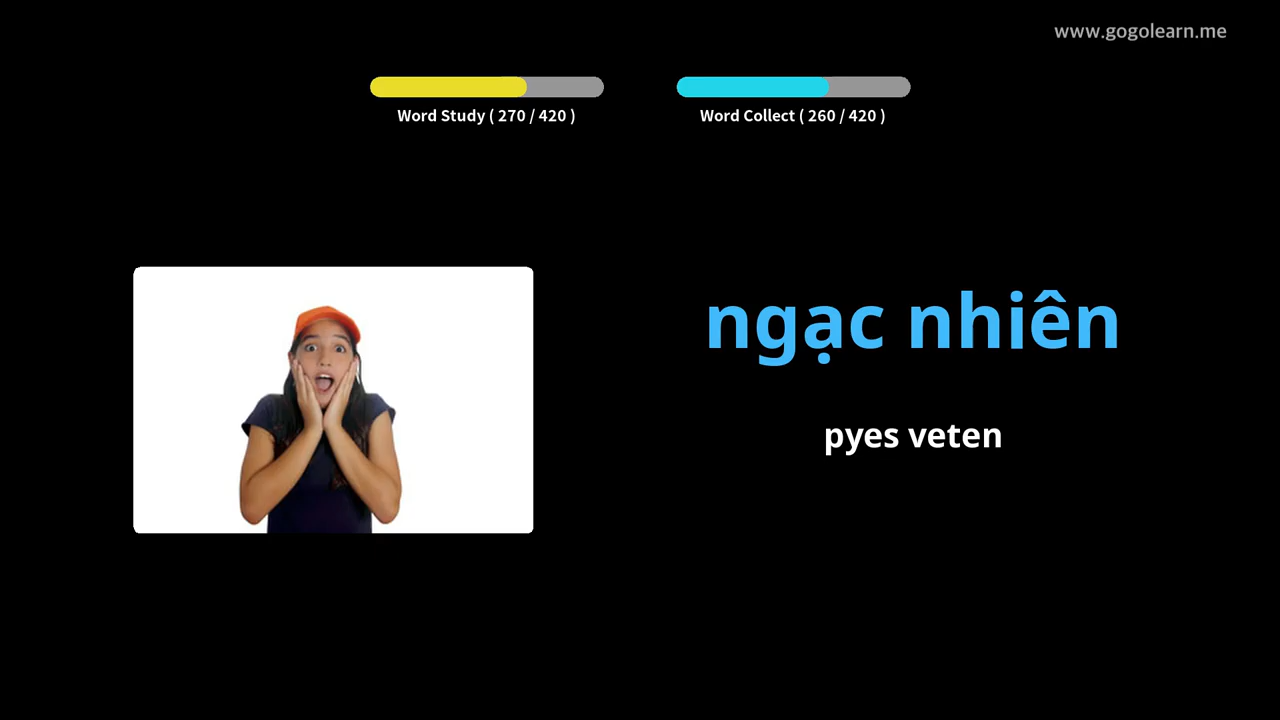 www.gogolearn.me
Word Study ( 270 / 420 )
Word Collect ( 260 / 420 )
ngạc nhiên
pyes veten